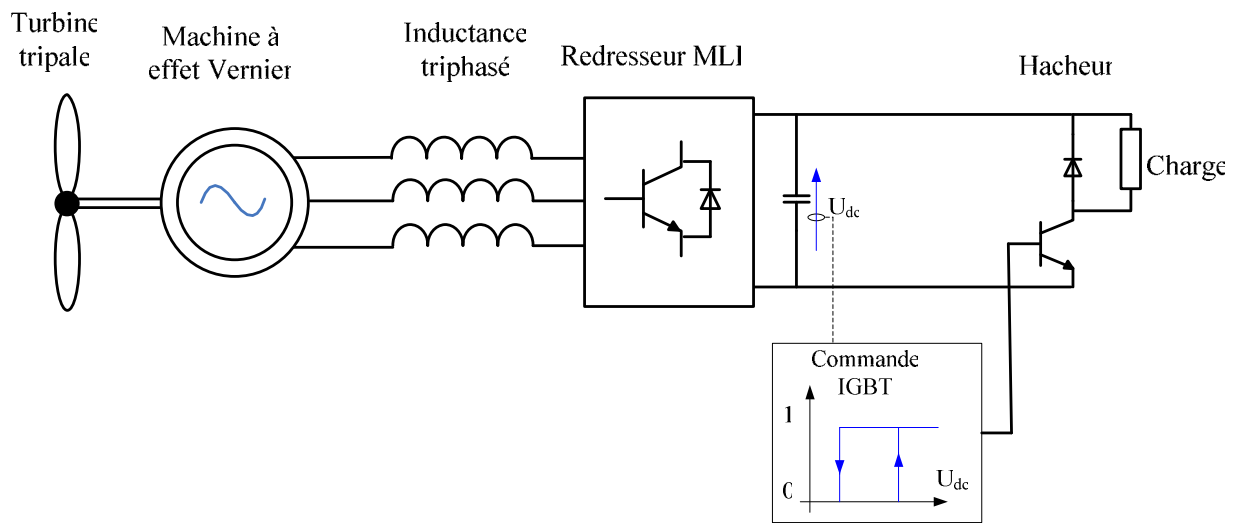 Turbine
tripale
Machine à
effet Vernier
Inductance
triphasé
Redresseur MLI
Hacheur
Charge
Udc
Commande
IGBT
1
0
Udc